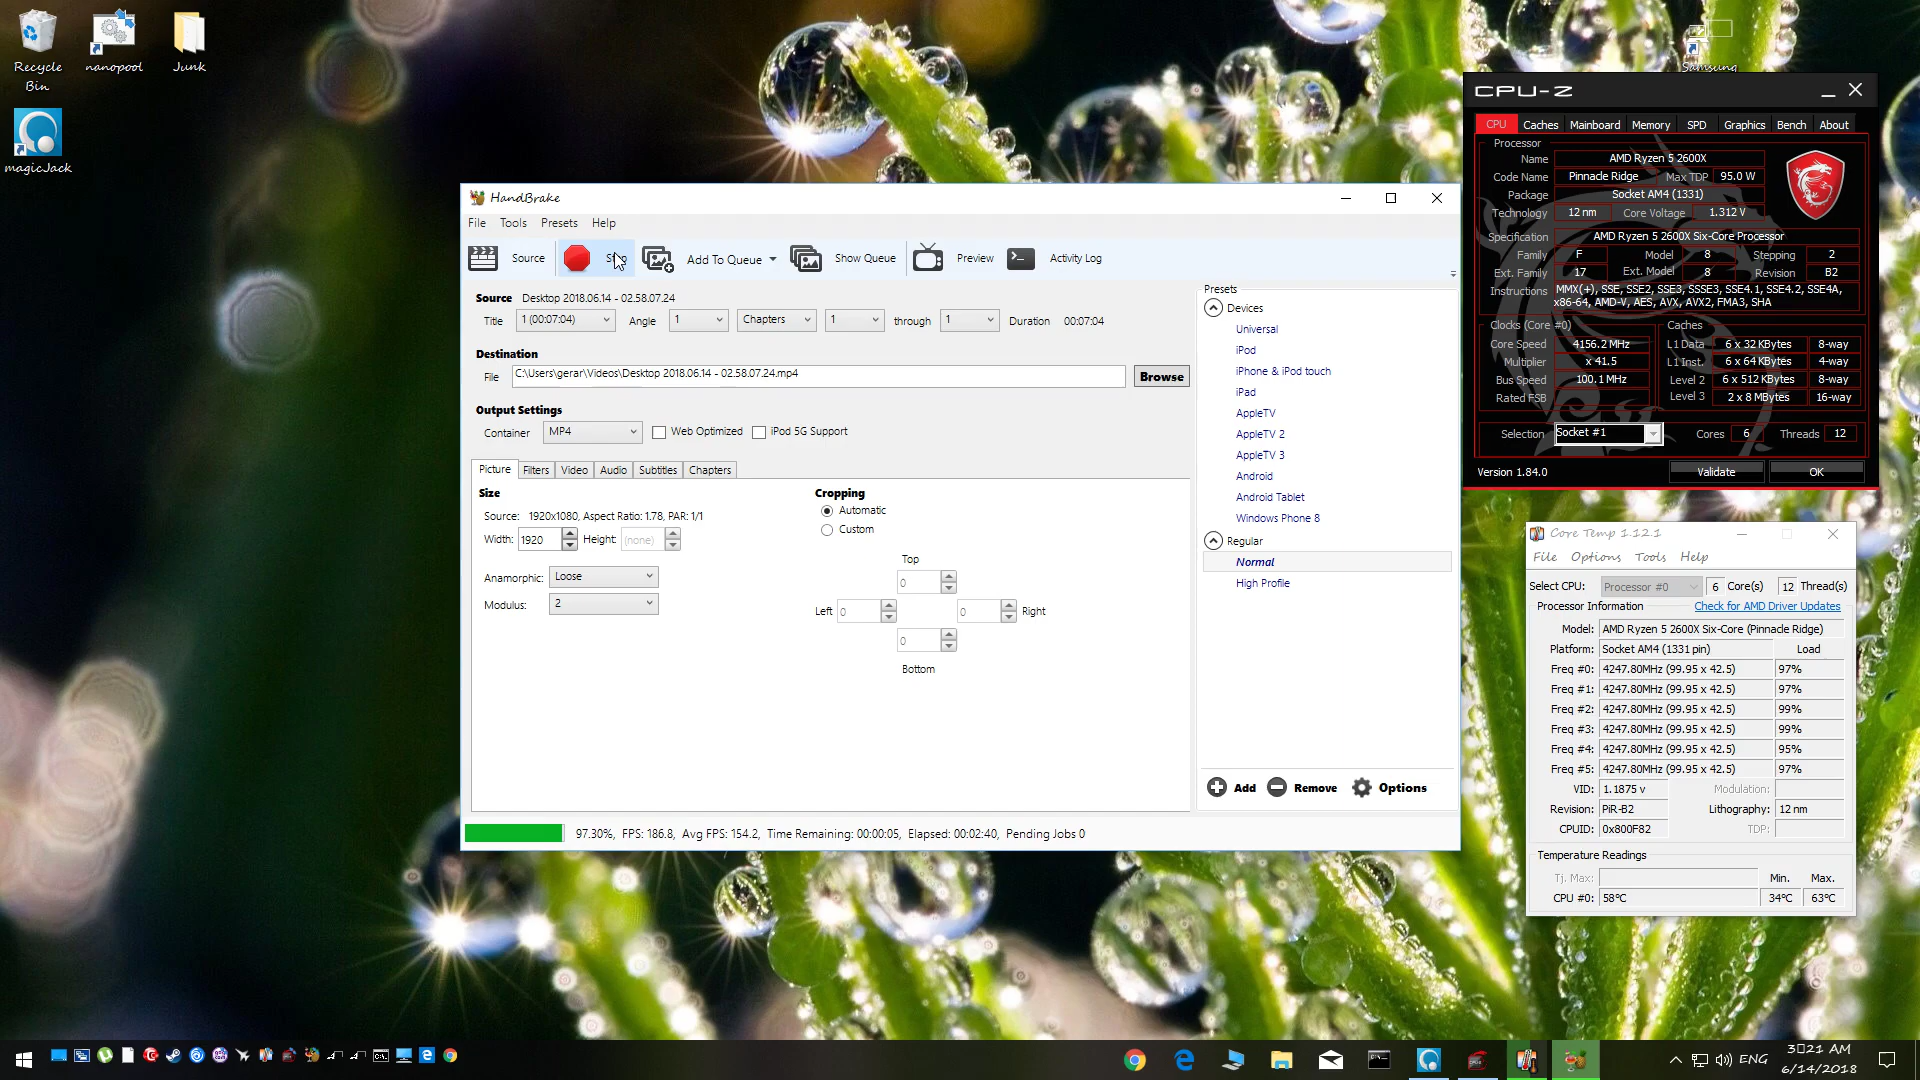 Recycle Bin
nanopool
Junk
magicJack
Samsung
HandBrake
File Tools Presets Help
Source
Add To Queue
Show Queue
Preview
Activity Log
Source Desktop 2018.06.14 - 02.58.07.24
Title 1 (00:07:04) Angle 1 Chapters 1 through 1 Duration 00:07:04
Destination
File C:\Users\gerar\Videos\Desktop 2018.06.14 - 02.58.07.24.mp4 Browse
Output Settings
Container MP4 Web Optimized iPod 5G Support
Picture Filters Video Audio Subtitles Chapters
Size
Source: 1920x1080, Aspect Ratio: 1.78, PAR: 1/1
Width: 1920 Height: (none)
Anamorphic: Loose
Modulus: 2
Cropping
Automatic
Custom
Top
0
Left 0 0 Right
0
Bottom
Presets
Devices
Universal
iPod
iPhone & iPod touch
iPad
AppleTV
AppleTV 2
AppleTV 3
Android
Android Tablet
Windows Phone 8
Regular
Normal
High Profile
Add Remove Options
97.30%, FPS: 186.8, Avg FPS: 154.2, Time Remaining: 00:00:05, Elapsed: 00:02:40, Pending Jobs 0
CPU-Z
CPU Caches Mainboard Memory SPD Graphics Bench About
Processor
Name AMD Ryzen 5 2600X
Code Name Pinnacle Ridge Max TDP 95.0 W
Package Socket AM4 (1331)
Technology 12 nm Core Voltage 1.312 V
Specification AMD Ryzen 5 2600X Six-Core Processor
Family F Model 8 Stepping 2
Ext. Family 17 Ext. Model 8 Revision B2
Instructions MMX(+), SSE, SSE2, SSE3, SSSE3, SSE4.1, SSE4.2, SSE4A,
x86-64, AMD-V, AES, AVX, AVX2, FMA3, SHA
Clocks (Core #0)
Core Speed 4156.2 MHz
Multiplier x 41.5
Bus Speed 100.1 MHz
Rated FSB
Caches
L1 Data 6 x 32 KBytes 8-way
L1 Inst. 6 x 64 KBytes 4-way
Level 2 6 x 512 KBytes 8-way
Level 3 2 x 8 MBytes 16-way
Selection Socket #1 Cores 6 Threads 12
Version 1.84.0 Validate OK
Core Temp 1.12.1
File Options Tools Help
Select CPU: Processor #0 6 Core(s) 12 Thread(s)
Processor Information Check for AMD Driver Updates
Model: AMD Ryzen 5 2600X Six-Core (Pinnacle Ridge)
Platform: Socket AM4 (1331 pin) Load
Freq #0: 4247.80MHz (99.95 x 42.5) 97%
Freq #1: 4247.80MHz (99.95 x 42.5) 97%
Freq #2: 4247.80MHz (99.95 x 42.5) 99%
Freq #3: 4247.80MHz (99.95 x 42.5) 99%
Freq #4: 4247.80MHz (99.95 x 42.5) 95%
Freq #5: 4247.80MHz (99.95 x 42.5) 97%
VID: 1.1875 v Modulation:
Revision: PiR-B2 Lithography: 12 nm
CPUID: 0x800F82 TDP:
Temperature Readings
Tj. Max: Min. Max.
CPU #0: 58°C 34°C 63°C
ENG
3▯21 AM
6/14/2018